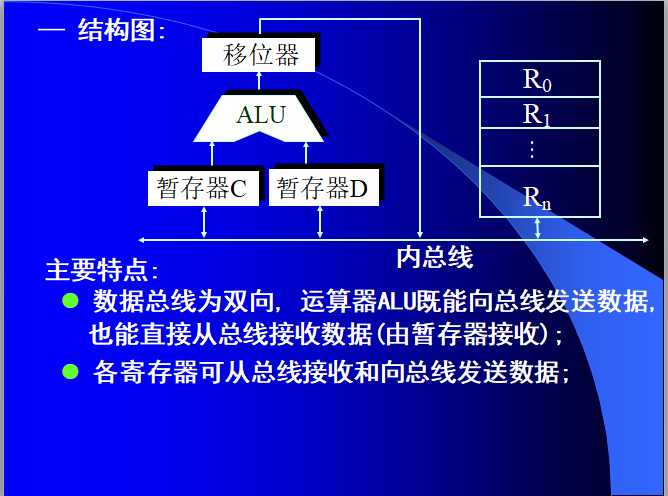 一 结构图:
移位器
ALU
暂存器C
暂存器D
R0
R1
⋮
Rn
内总线
主要特点:
数据总线为双向, 运算器ALU既能向总线发送数据,
也能直接从总线接收数据(由暂存器接收);
各寄存器可从总线接收和向总线发送数据;